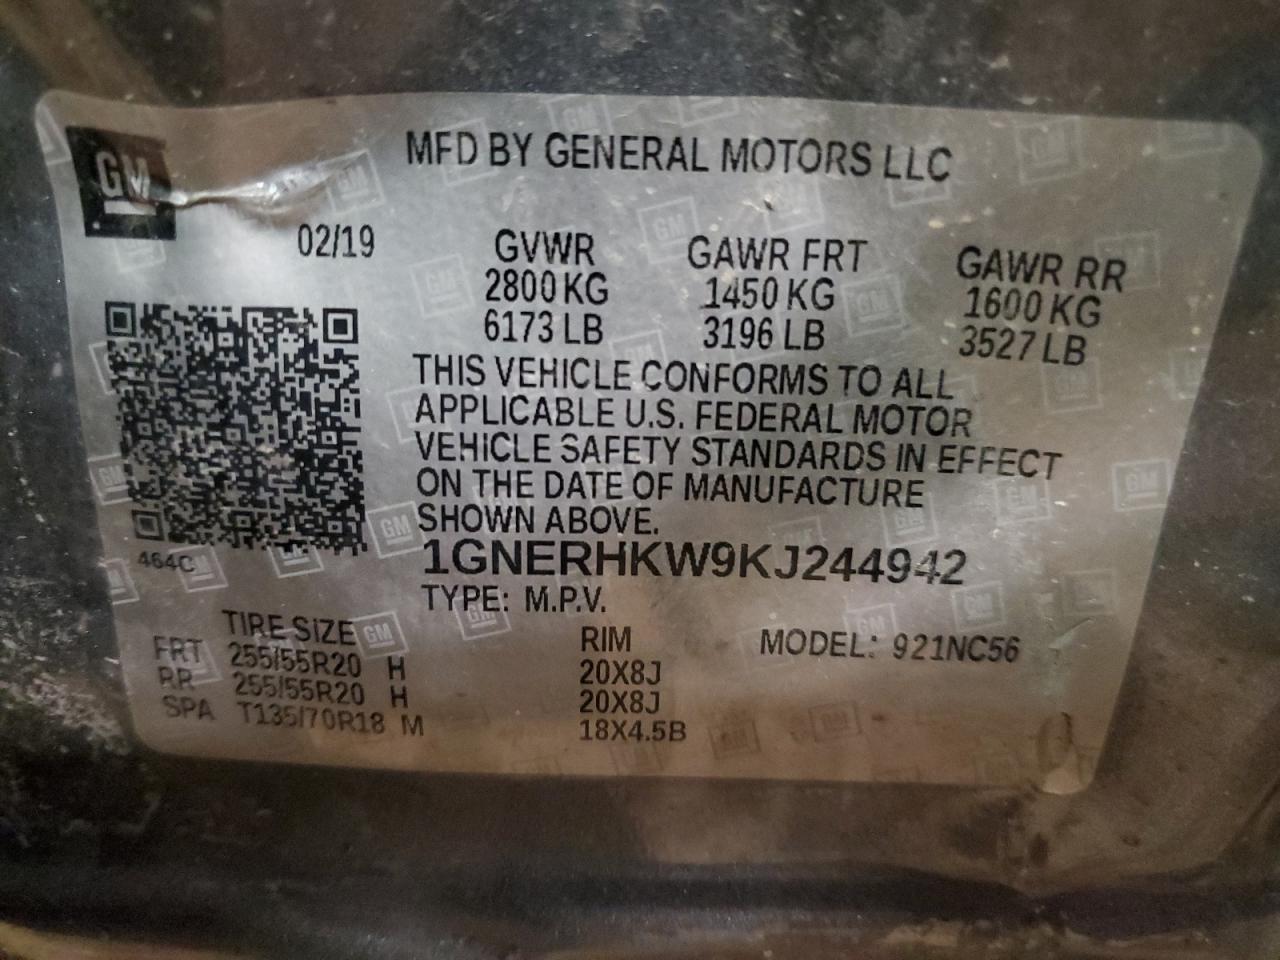 GM
MFD BY GENERAL MOTORS LLC
02/19
GVWR GAWR FRT GAWR RR
2800 KG 1450 KG 1600 KG
6173 LB 3196 LB 3527 LB
THIS VEHICLE CONFORMS TO ALL
APPLICABLE U.S. FEDERAL MOTOR
VEHICLE SAFETY STANDARDS IN EFFECT
ON THE DATE OF MANUFACTURE
SHOWN ABOVE.
464C
1GNERHKW9KJ244942
TYPE: M.P.V.
TIRE SIZE RIM MODEL: 921NC56
FRT 255/55R20 H 20X8J
RR 255/55R20 H 20X8J
SPA T135/70R18 M 18X4.5B